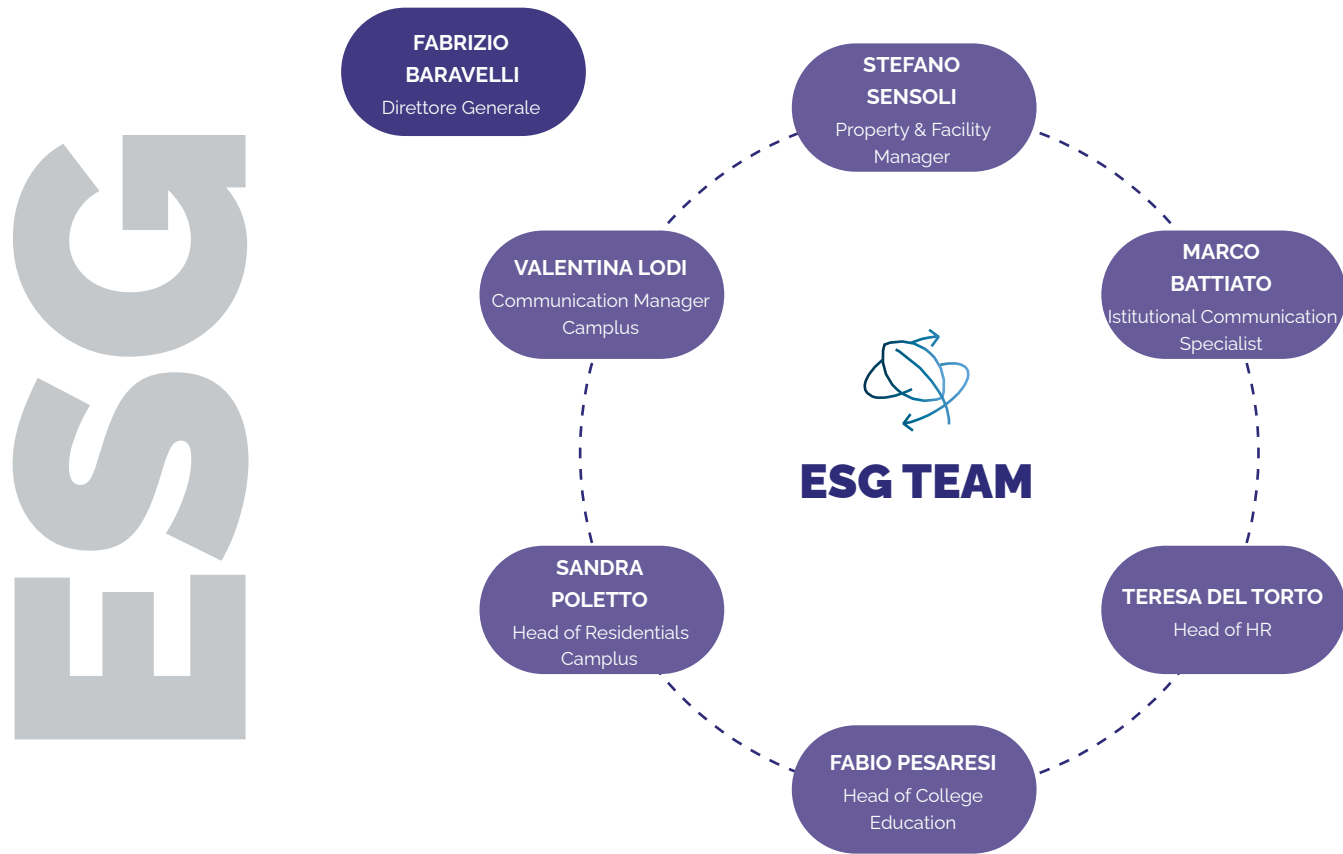 ESG
FABRIZIO
BARAVELLI
Direttore Generale
STEFANO
SENSOLI
Property & Facility
Manager
VALENTINA LODI
Communication Manager
Camplus
MARCO
BATTIATO
Istitutional Communication
Specialist
ESG TEAM
SANDRA
POLETTO
Head of Residentials
Camplus
TERESA DEL TORTO
Head of HR
FABIO PESARESI
Head of College
Education